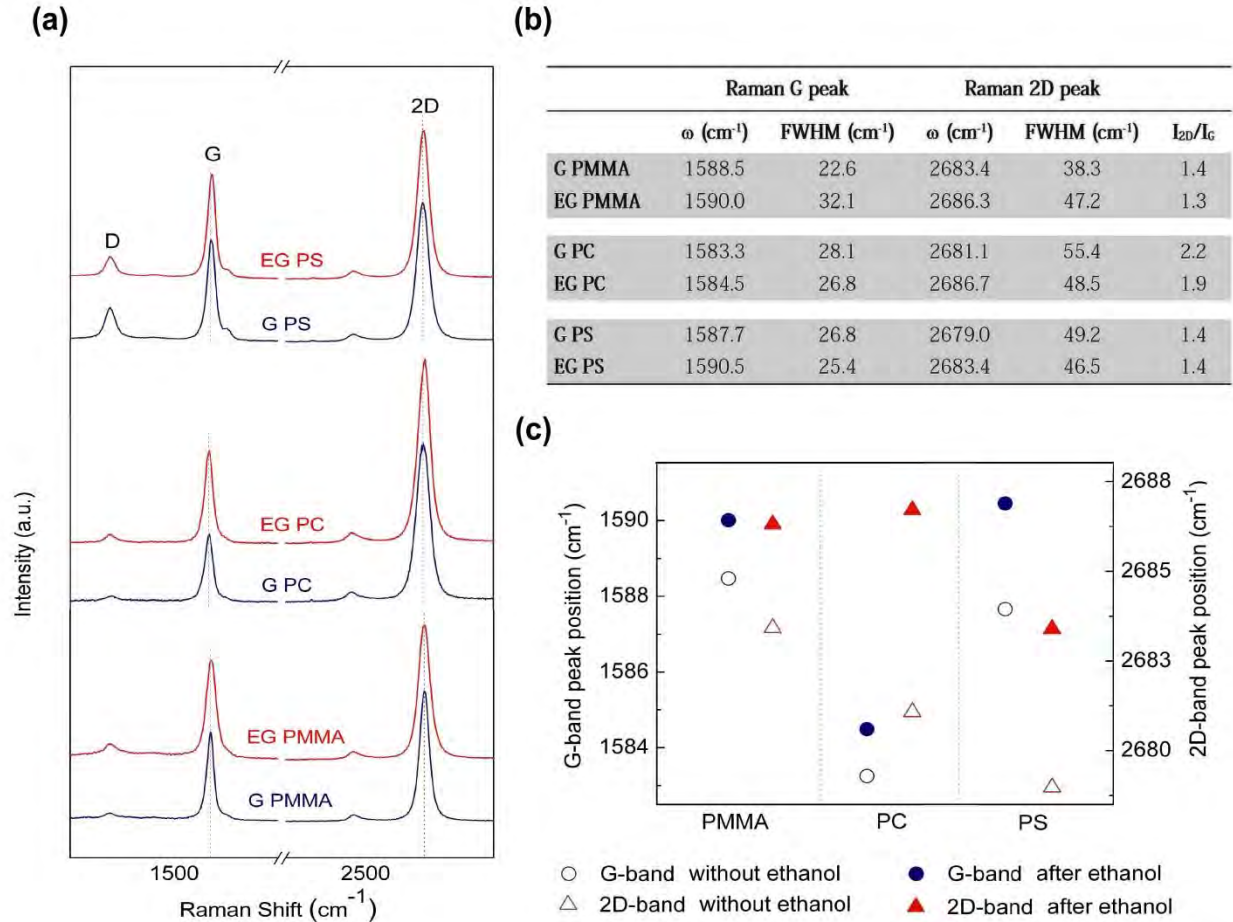 (a)
D
G
2D
EG PS
G PS
EG PC
G PC
EG PMMA
G PMMA
Intensity (a.u.)
1500
2500
Raman Shift (cm-1)
(b)
Raman G peak Raman 2D peak
ω (cm-1) FWHM (cm-1) ω (cm-1) FWHM (cm-1) I2D/IG
G PMMA 1588.5 22.6 2683.4 38.3 1.4
EG PMMA 1590.0 32.1 2686.3 47.2 1.3
G PC 1583.3 28.1 2681.1 55.4 2.2
EG PC 1584.5 26.8 2686.7 48.5 1.9
G PS 1587.7 26.8 2679.0 49.2 1.4
EG PS 1590.5 25.4 2683.4 46.5 1.4
(c)
G-band peak position (cm-1)
1590
1588
1586
1584
2688
2685
2683
2680
2D-band peak position (cm-1)
PMMA PC PS
G-band without ethanol
G-band after ethanol
2D-band without ethanol
2D-band after ethanol